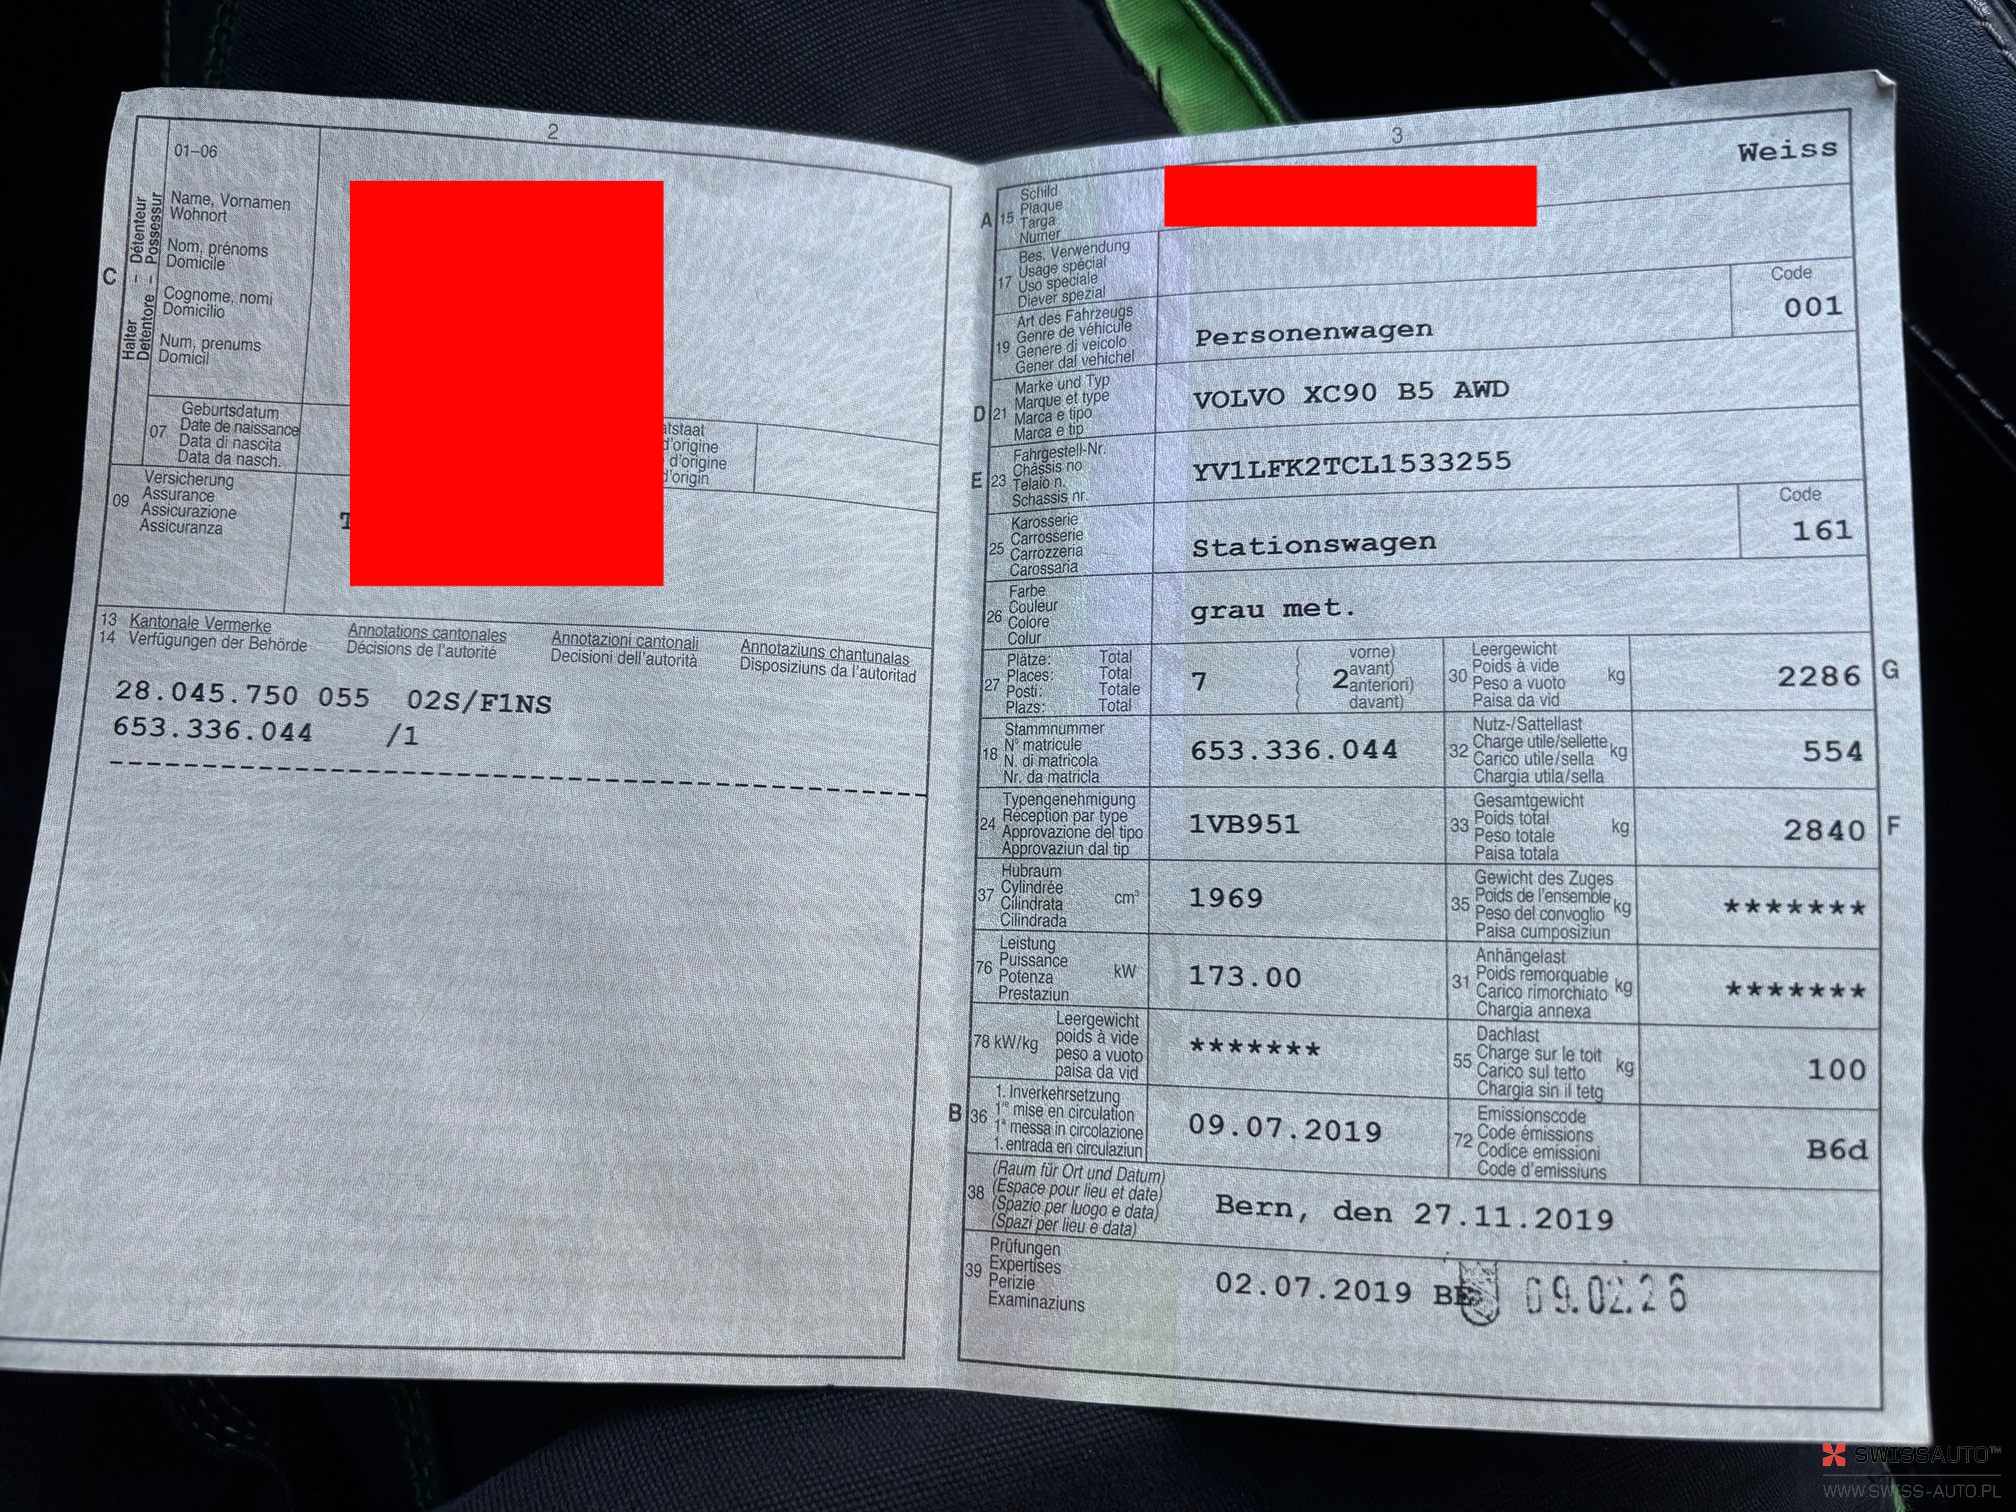 2
01–06
C
Halter – Détenteur
Detentore – Possessur
Name, Vornamen
Wohnort
Nom, prénoms
Domicile
Cognome, nomi
Domicilio
Num, prenums
Domicil
07
Geburtsdatum
Date de naissance
Data di nascita
Data da nasch.
atstaat
d'origine
d'origine
d'origin
09
Versicherung
Assurance
Assicurazione
Assicuranza
13 Kantonale Vermerke Annotations cantonales Annotazioni cantonali Annotaziuns chantunalas
14 Verfügungen der Behörde Décisions de l'autorité Decisioni dell'autorità Disposiziuns da l'autoritad
28.045.750 055 02S/F1NS
653.336.044 /1
3
Weiss
A 15
Schild
Plaque
Targa
Numer
17
Bes. Verwendung
Usage spécial
Uso speciale
Diever spezial
19
Art des Fahrzeugs
Genre de véhicule
Genere di veicolo
Gener dal vehichel
Personenwagen
Code
001
D 21
Marke und Typ
Marque et type
Marca e tipo
Marca e tip
VOLVO XC90 B5 AWD
E 23
Fahrgestell-Nr.
Châssis no
Telaio n.
Schassis nr.
YV1LFK2TCL1533255
25
Karosserie
Carrosserie
Carrozzeria
Carossaria
Stationswagen
Code
161
26
Farbe
Couleur
Colore
Colur
grau met.
27
Plätze: Total
Places: Total
Posti: Totale
Plazs: Total
7
( vorne)
( avant)
( anteriori)
( davant)
2
30
Leergewicht
Poids à vide
Peso a vuoto
Paisa da vid
kg
2286
G
18
Stammnummer
N° matricule
N. di matricola
Nr. da matricla
653.336.044
32
Nutz-/Sattellast
Charge utile/sellette
Carico utile/sella
Chargia utila/sella
kg
554
24
Typengenehmigung
Réception par type
Approvazione del tipo
Approvaziun dal tip
1VB951
33
Gesamtgewicht
Poids total
Peso totale
Paisa totala
kg
2840
F
37
Hubraum
Cylindrée
Cilindrata
Cilindrada
cm³
1969
35
Gewicht des Zuges
Poids de l'ensemble
Peso del convoglio
Paisa cumposiziun
kg
*******
76
Leistung
Puissance
Potenza
Prestaziun
kW
173.00
31
Anhängelast
Poids remorquable
Carico rimorchiato
Chargia annexa
kg
*******
78 kW/kg
Leergewicht
poids à vide
peso a vuoto
paisa da vid
*******
55
Dachlast
Charge sur le toit
Carico sul tetto
Chargia sin il tetg
kg
100
B 36
1. Inverkehrsetzung
1re mise en circulation
1a messa in circolazione
1. entrada en circulaziun
09.07.2019
72
Emissionscode
Code émissions
Codice emissioni
Code d'emissiuns
B6d
38
(Raum für Ort und Datum)
(Espace pour lieu et date)
(Spazio per luogo e data)
(Spazi per lieu e data)
Bern, den 27.11.2019
39
Prüfungen
Expertises
Perizie
Examinaziuns
02.07.2019 BE 09.02.26
SWISSAUTO™
WWW.SWISS-AUTO.PL